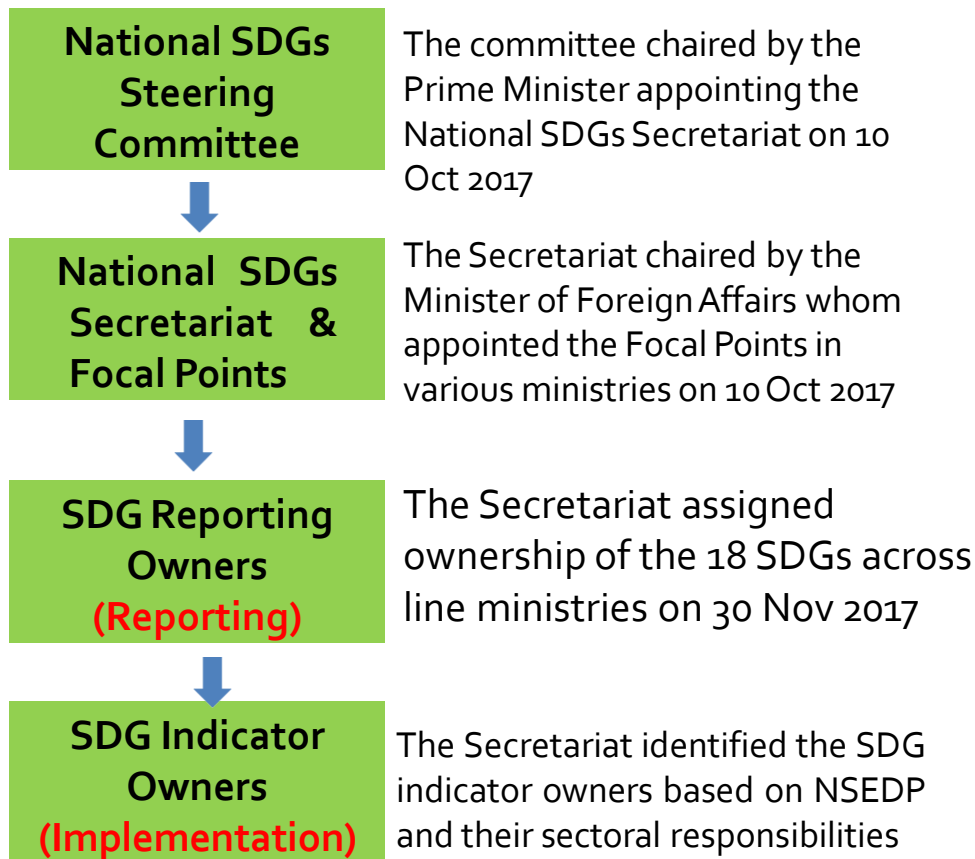 National SDGs
Steering
Committee
The committee chaired by the
Prime Minister appointing the
National SDGs Secretariat on 10
Oct 2017
National SDGs
Secretariat &
Focal Points
The Secretariat chaired by the
Minister of Foreign Affairs whom
appointed the Focal Points in
various ministries on 10 Oct 2017
SDG Reporting
Owners
(Reporting)
The Secretariat assigned
ownership of the 18 SDGs across
line ministries on 30 Nov 2017
SDG Indicator
Owners
(Implementation)
The Secretariat identified the SDG
indicator owners based on NSEDP
and their sectoral responsibilities